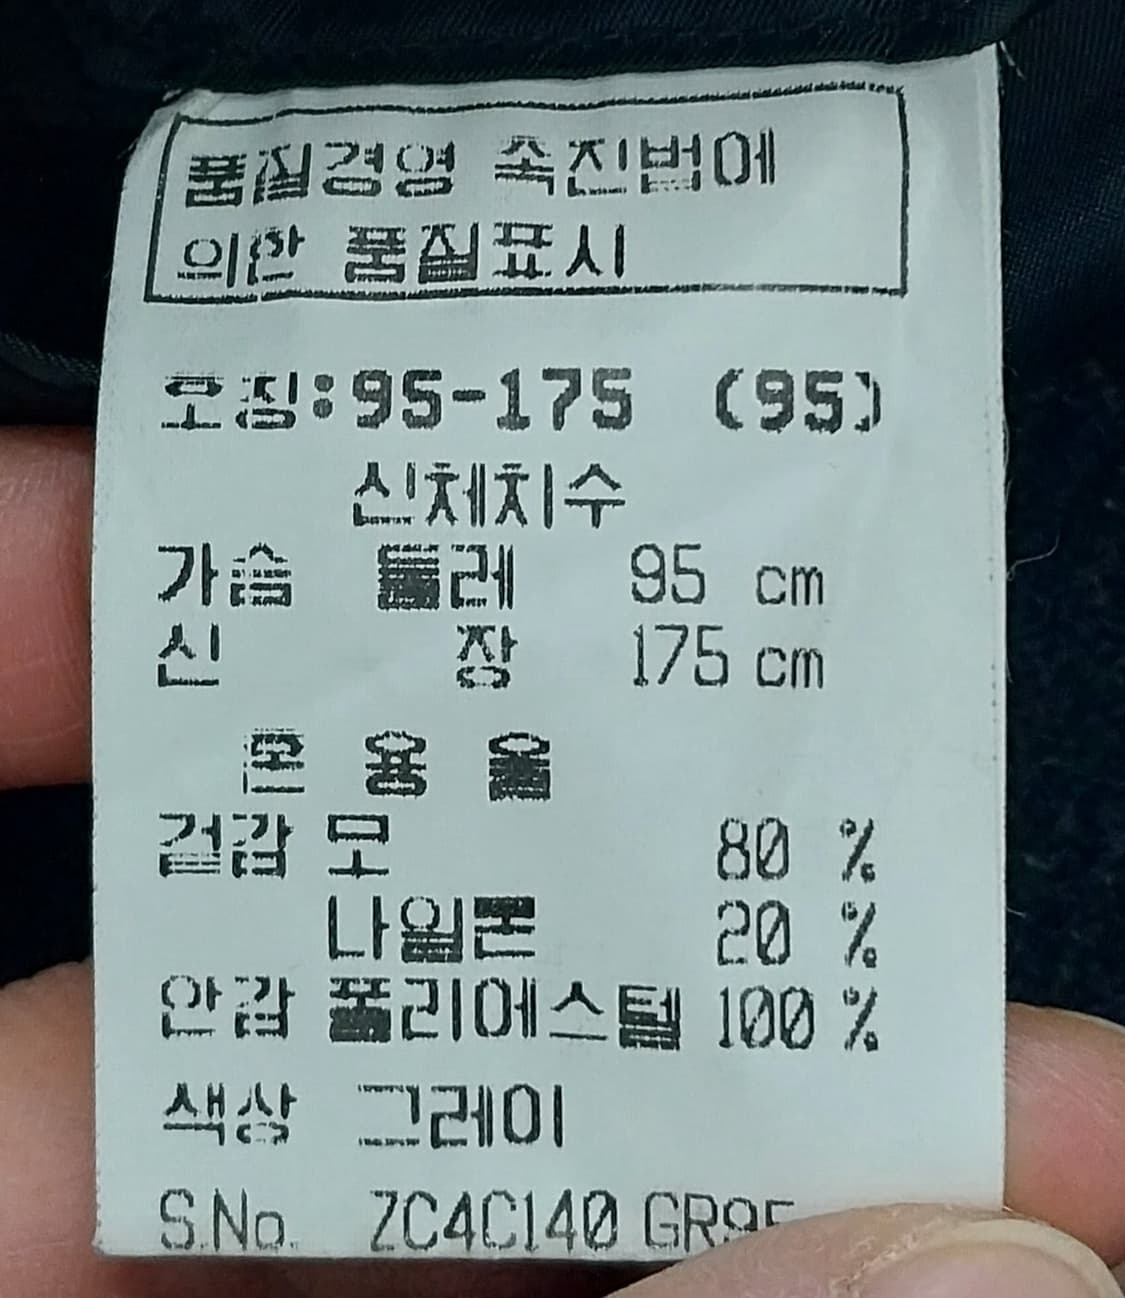 품질경영 촉진법에
의한 품질표시
호칭:95-175 (95)
신체치수
가슴 둘레 95 cm
신 장 175 cm
혼 용 율
겉감 모 80 %
나일론 20 %
안감 폴리에스텔 100 %
색상 그레이
S.No. ZC4C140 GR95